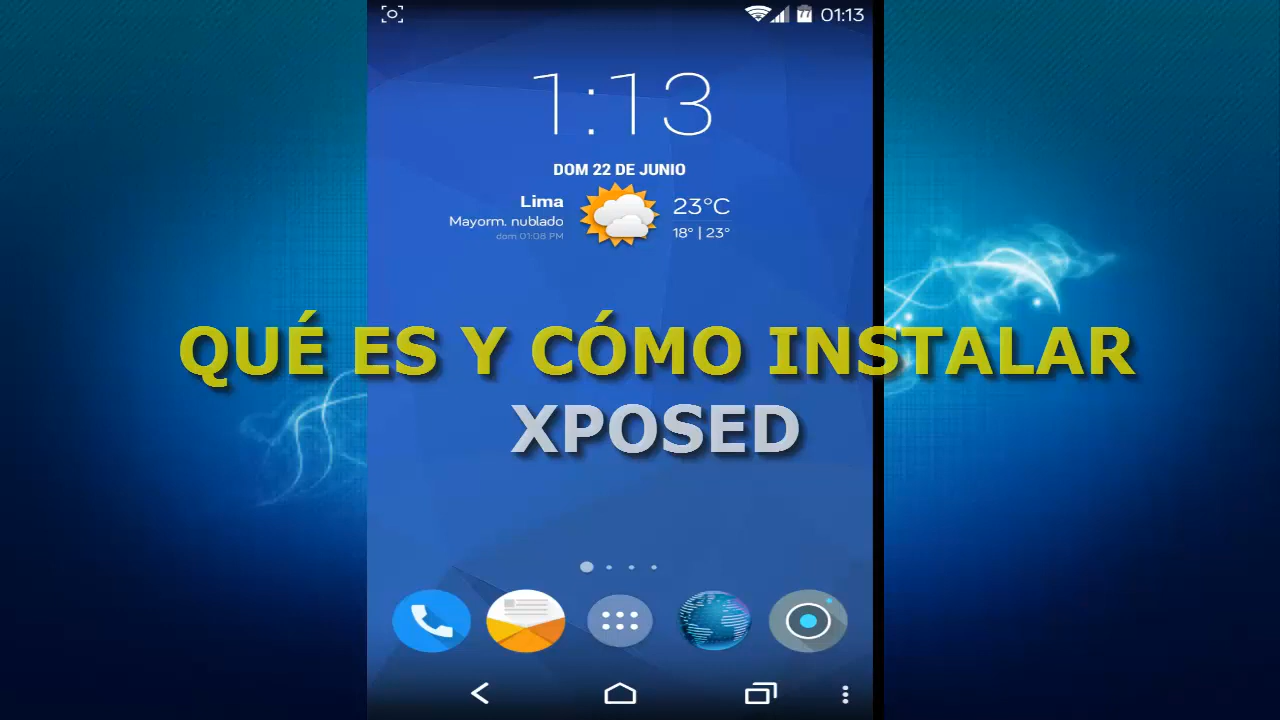 77 01:13
1:13
DOM 22 DE JUNIO
Lima
Mayorm. nublado
dom 01:08 PM
23°C
18° | 23°
QUÉ ES Y CÓMO INSTALAR
XPOSED